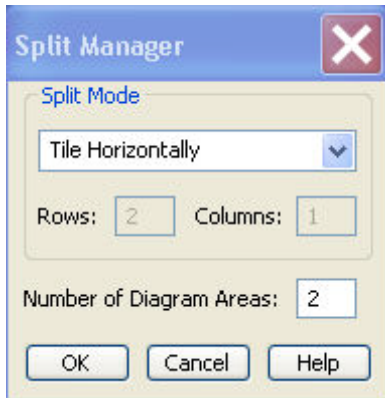 Split Manager
Split Mode
Tile Horizontally
Rows: 2 Columns: 1
Number of Diagram Areas: 2
OK Cancel Help